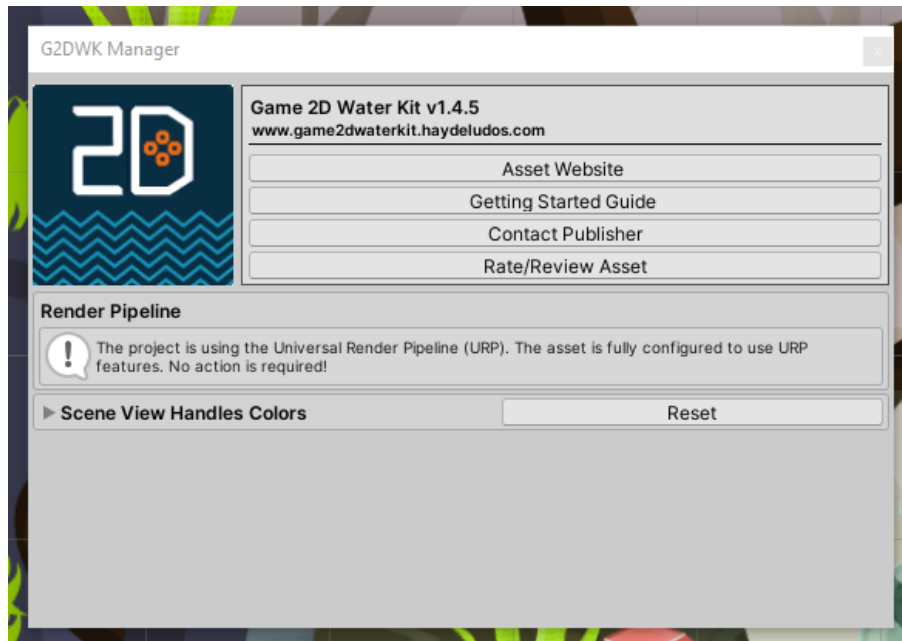 G2DWK Manager
x
2D
Game 2D Water Kit v1.4.5
www.game2dwaterkit.haydeludos.com
Asset Website
Getting Started Guide
Contact Publisher
Rate/Review Asset
Render Pipeline
! The project is using the Universal Render Pipeline (URP). The asset is fully configured to use URP
features. No action is required!
Scene View Handles Colors Reset